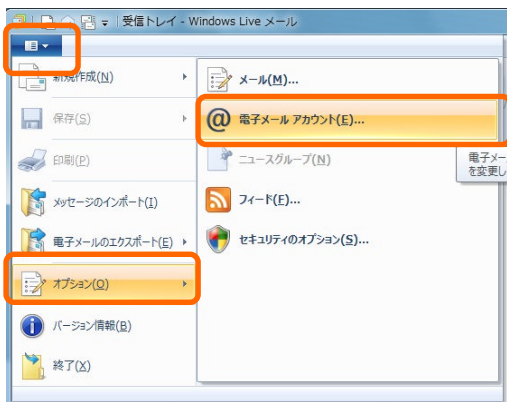 受信トレイ - Windows Live メール
新規作成(N)
保存(S)
印刷(P)
メッセージのインポート(I)
電子メールのエクスポート(E)
オプション(O)
バージョン情報(B)
終了(X)
メール(M)...
電子メール アカウント(E)...
ニュースグループ(N)
フィード(F)...
セキュリティのオプション(S)...
電子メー
を変更し